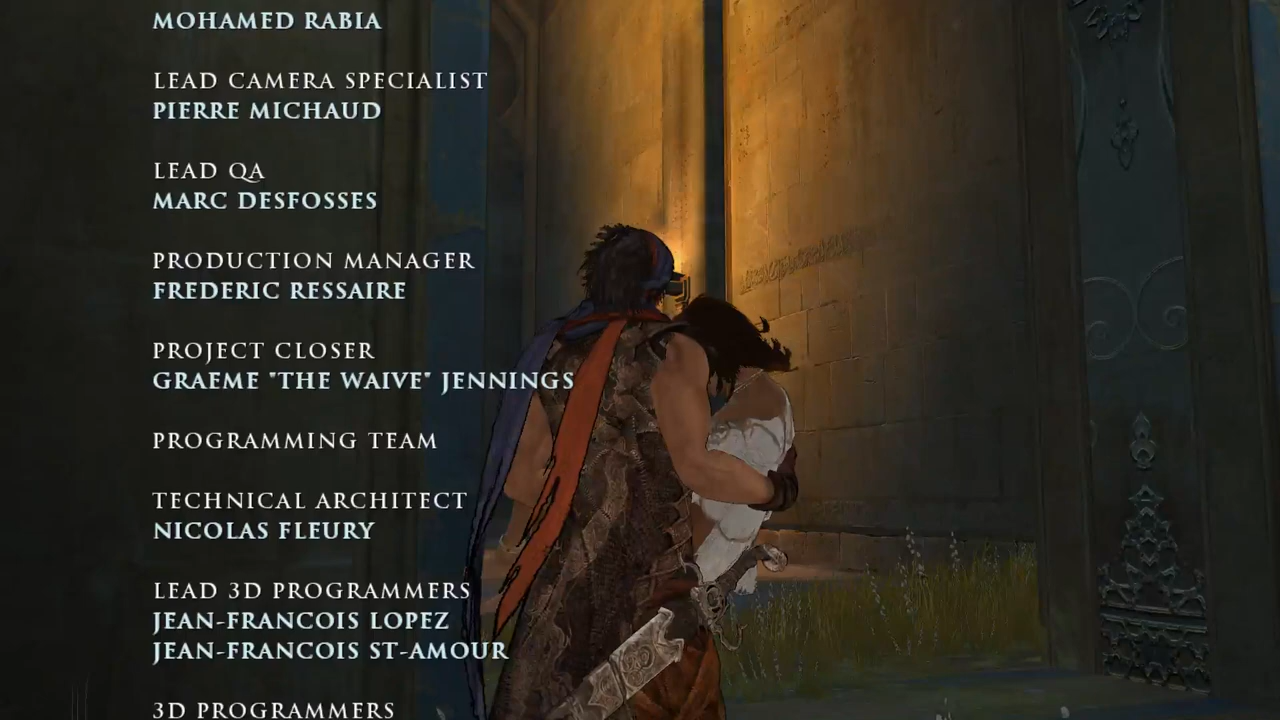 MOHAMED RABIA
LEAD CAMERA SPECIALIST
PIERRE MICHAUD
LEAD QA
MARC DESFOSSES
PRODUCTION MANAGER
FREDERIC RESSAIRE
PROJECT CLOSER
GRAEME "THE WAIVE" JENNINGS
PROGRAMMING TEAM
TECHNICAL ARCHITECT
NICOLAS FLEURY
LEAD 3D PROGRAMMERS
JEAN-FRANCOIS LOPEZ
JEAN-FRANCOIS ST-AMOUR
3D PROGRAMMERS